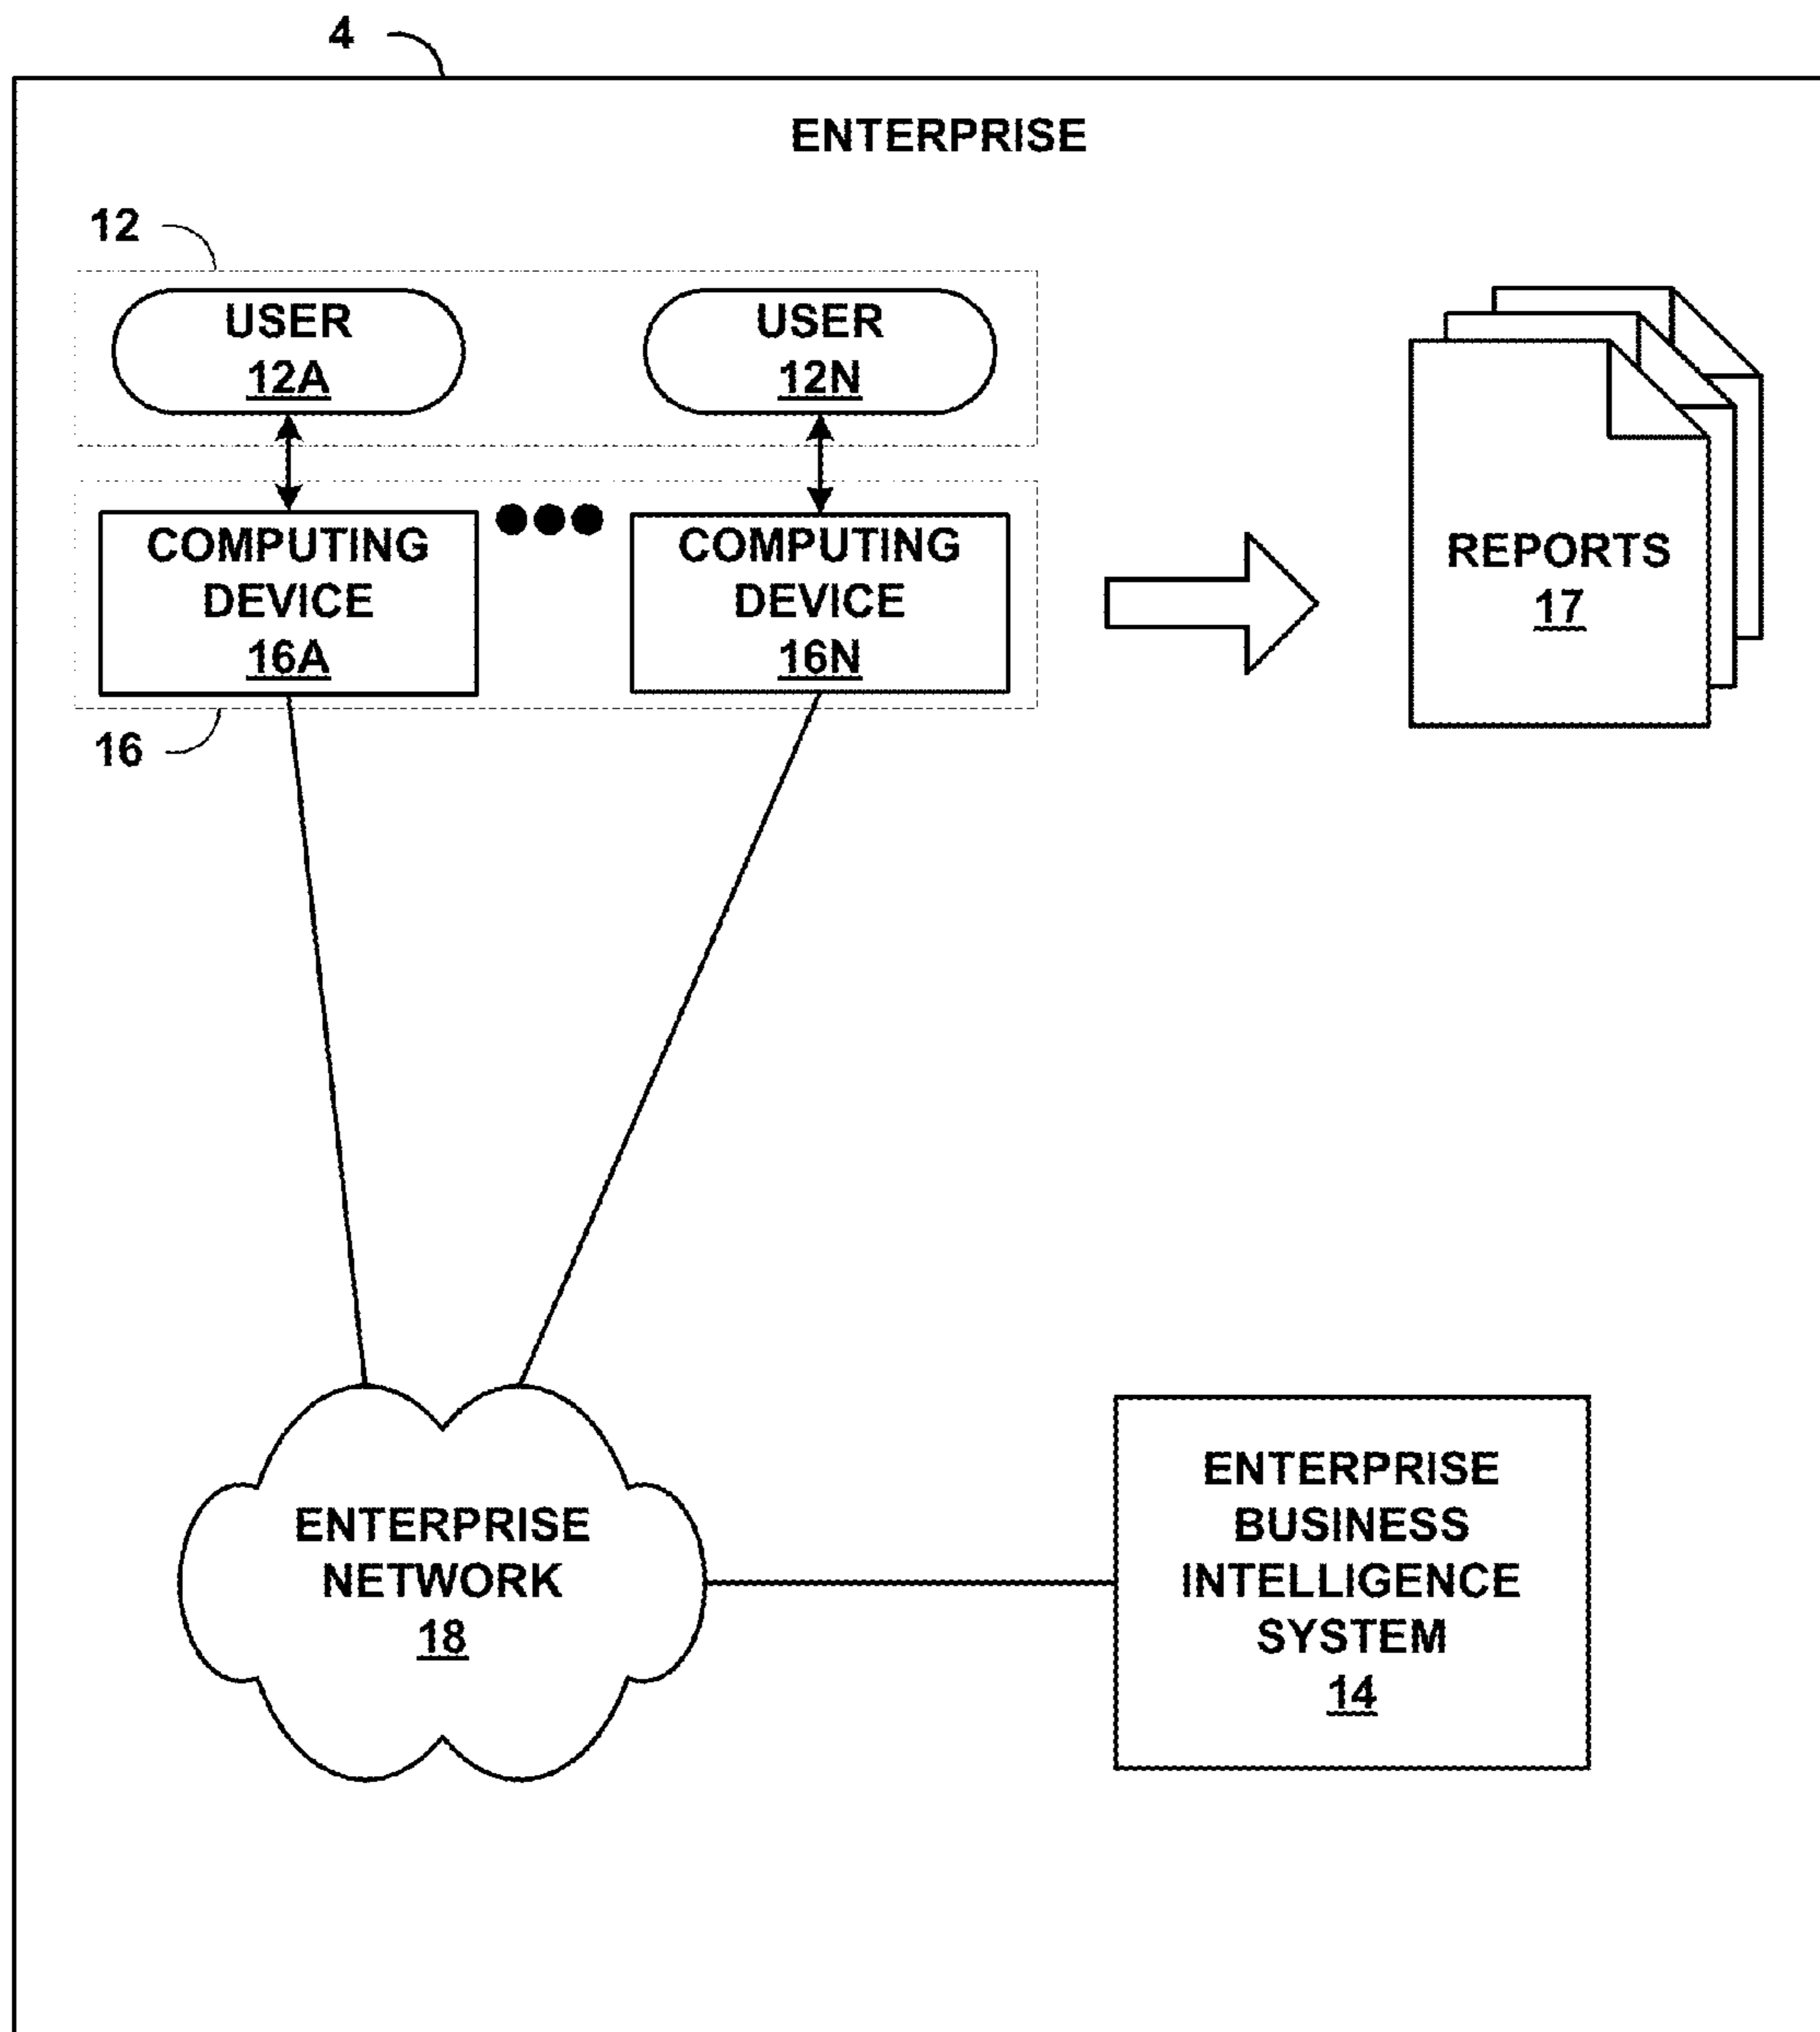 4
ENTERPRISE
12
USER
12A
USER
12N
COMPUTING
DEVICE
16A
COMPUTING
DEVICE
16N
16
REPORTS
17
ENTERPRISE
NETWORK
18
ENTERPRISE
BUSINESS
INTELLIGENCE
SYSTEM
14